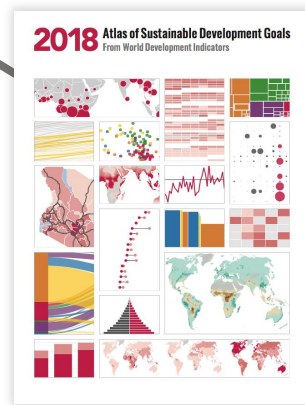 2018 Atlas of Sustainable Development Goals
From World Development Indicators